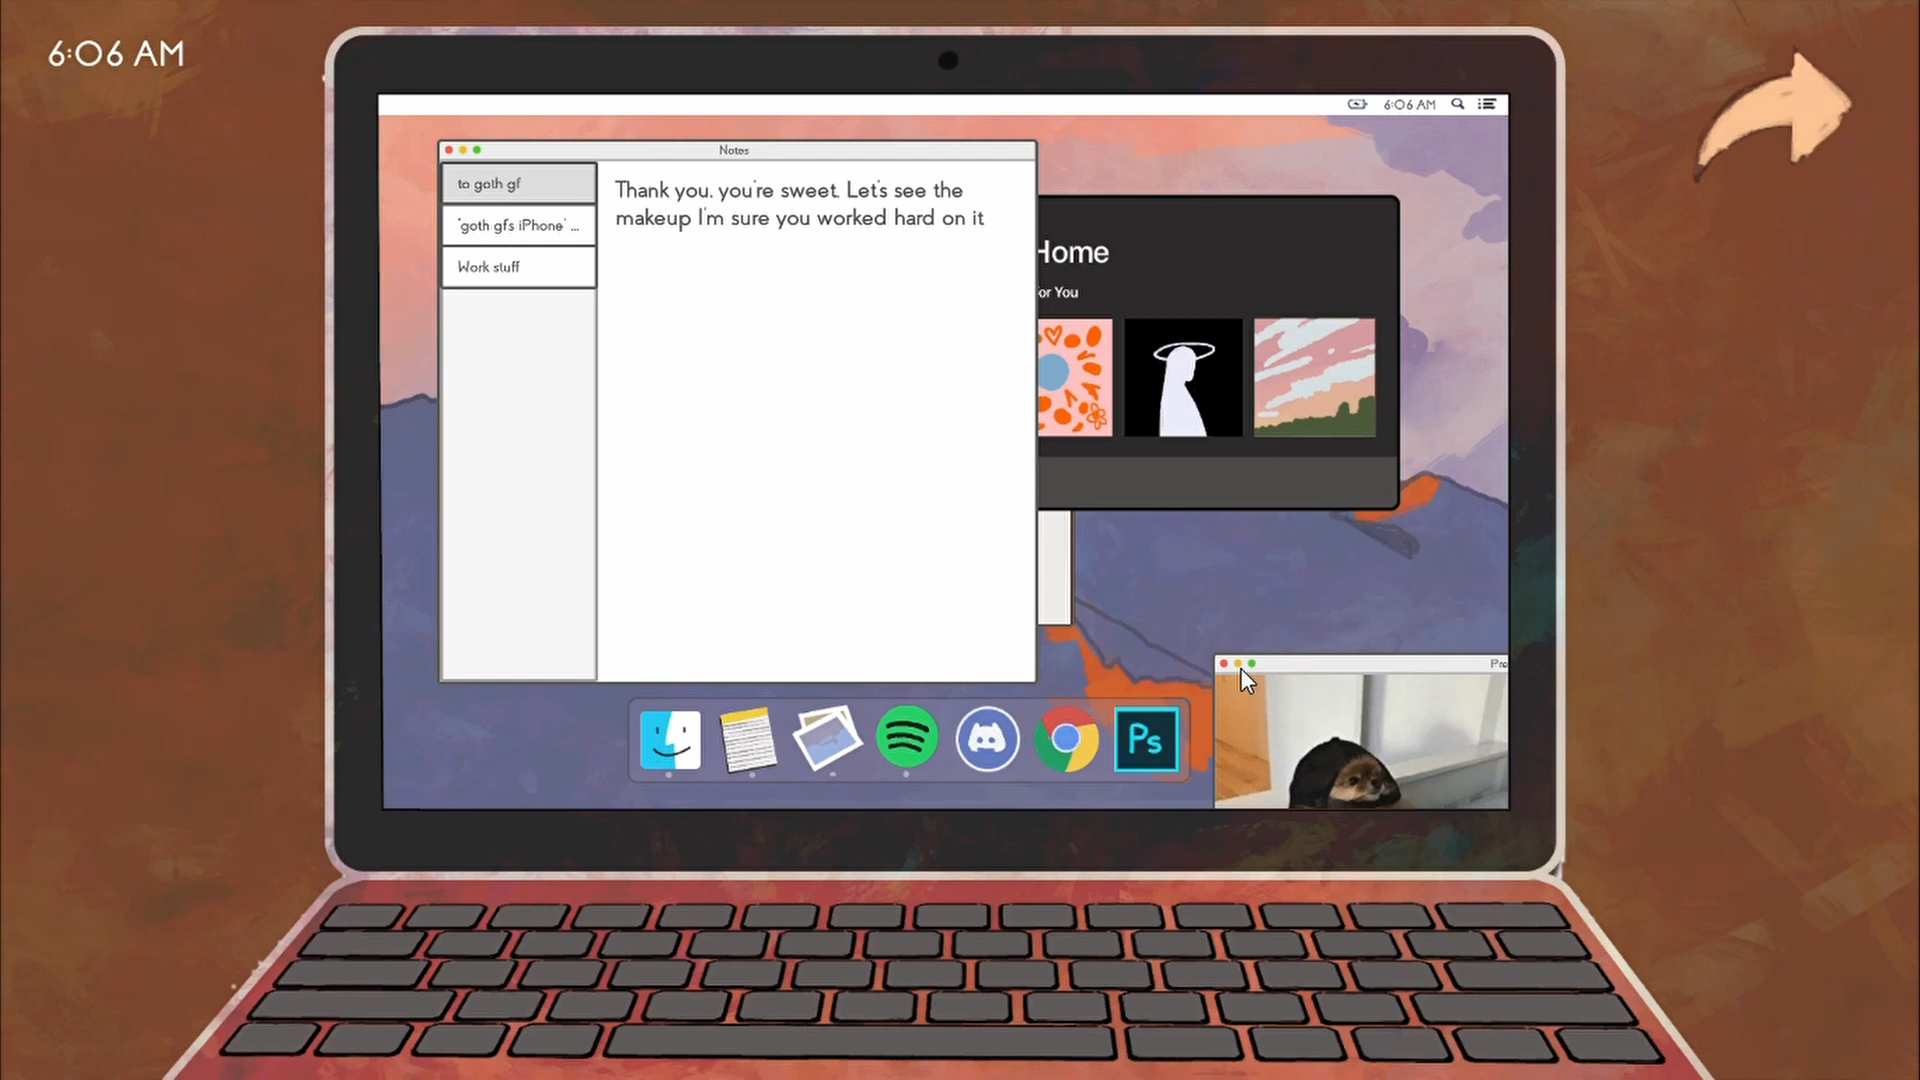 6:06 AM
6:06 AM
Notes
to goth gf
"goth gfs iPhone" ...
Work stuff
Thank you. you're sweet. Let's see the
makeup I'm sure you worked hard on it
Home
or You
Pre
Ps